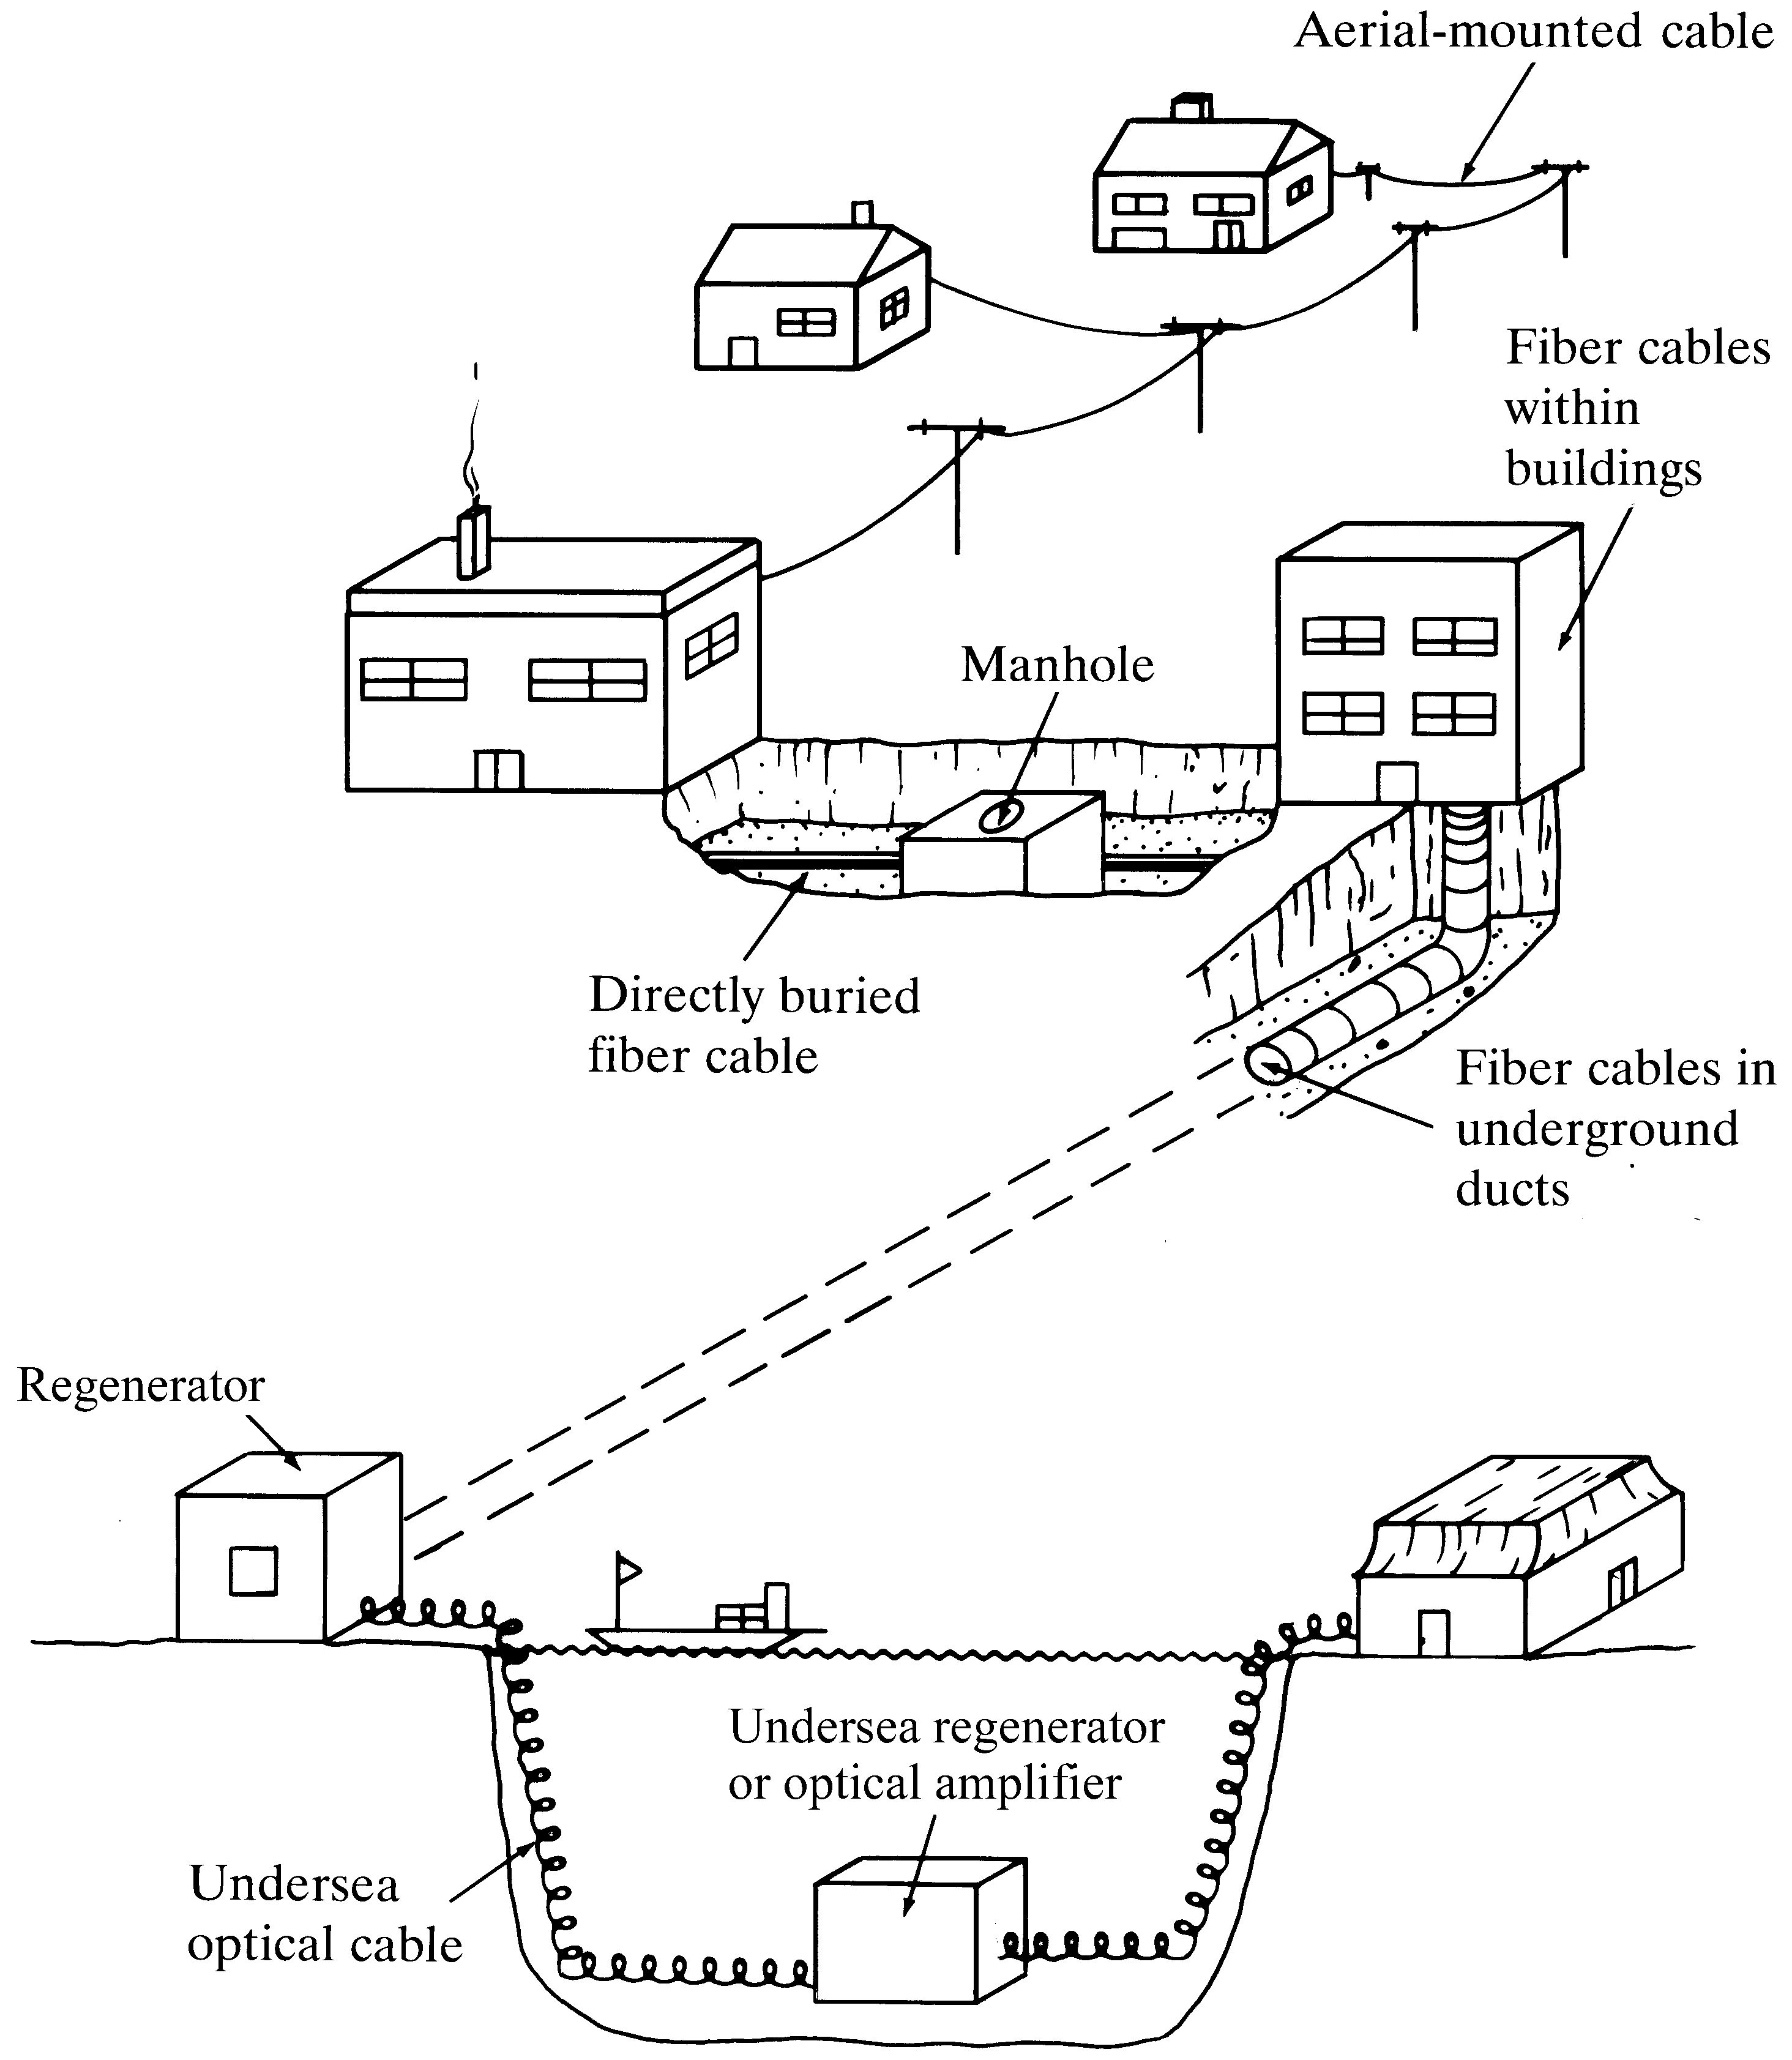 Aerial-mounted cable
Fiber cables
within
buildings
Manhole
Directly buried
fiber cable
Fiber cables in
underground
ducts
Regenerator
Undersea regenerator
or optical amplifier
Undersea
optical cable